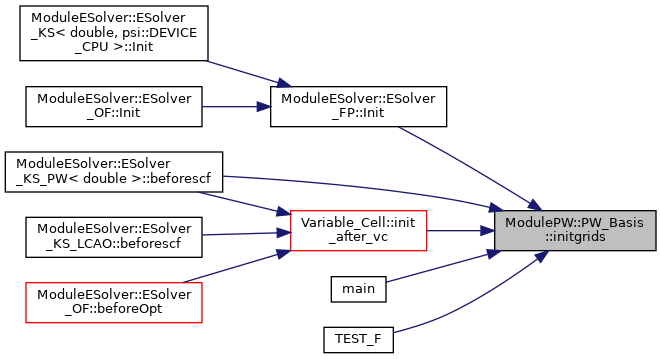 ModuleESolver::ESolver
_KS< double, psi::DEVICE
_CPU >::Init
ModuleESolver::ESolver
_OF::Init
ModuleESolver::ESolver
_FP::Init
ModuleESolver::ESolver
_KS_PW< double >::beforescf
ModuleESolver::ESolver
_KS_LCAO::beforescf
Variable_Cell::init
_after_vc
ModulePW::PW_Basis
::initgrids
ModuleESolver::ESolver
_OF::beforeOpt
main
TEST_F